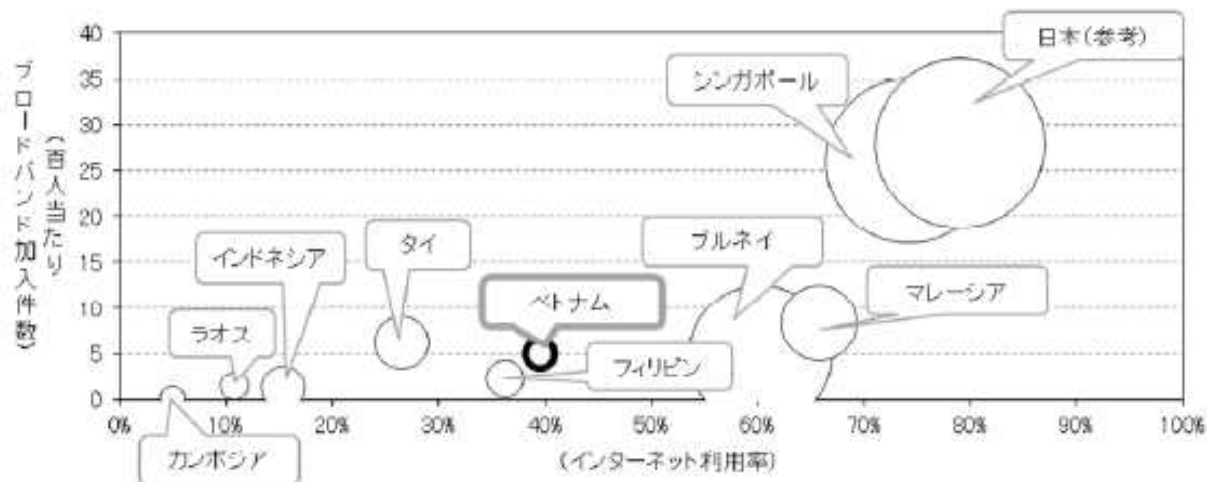 ブロードバンド加入件数
（百人当たり）
40
35
30
25
20
15
10
5
0
日本（参考）
シンガポール
ブルネイ
タイ
インドネシア
マレーシア
ベトナム
ラオス
フィリピン
カンボジア
0% 10% 20% 30% 40% 50% 60% 70% 80% 90% 100%
（インターネット利用率）